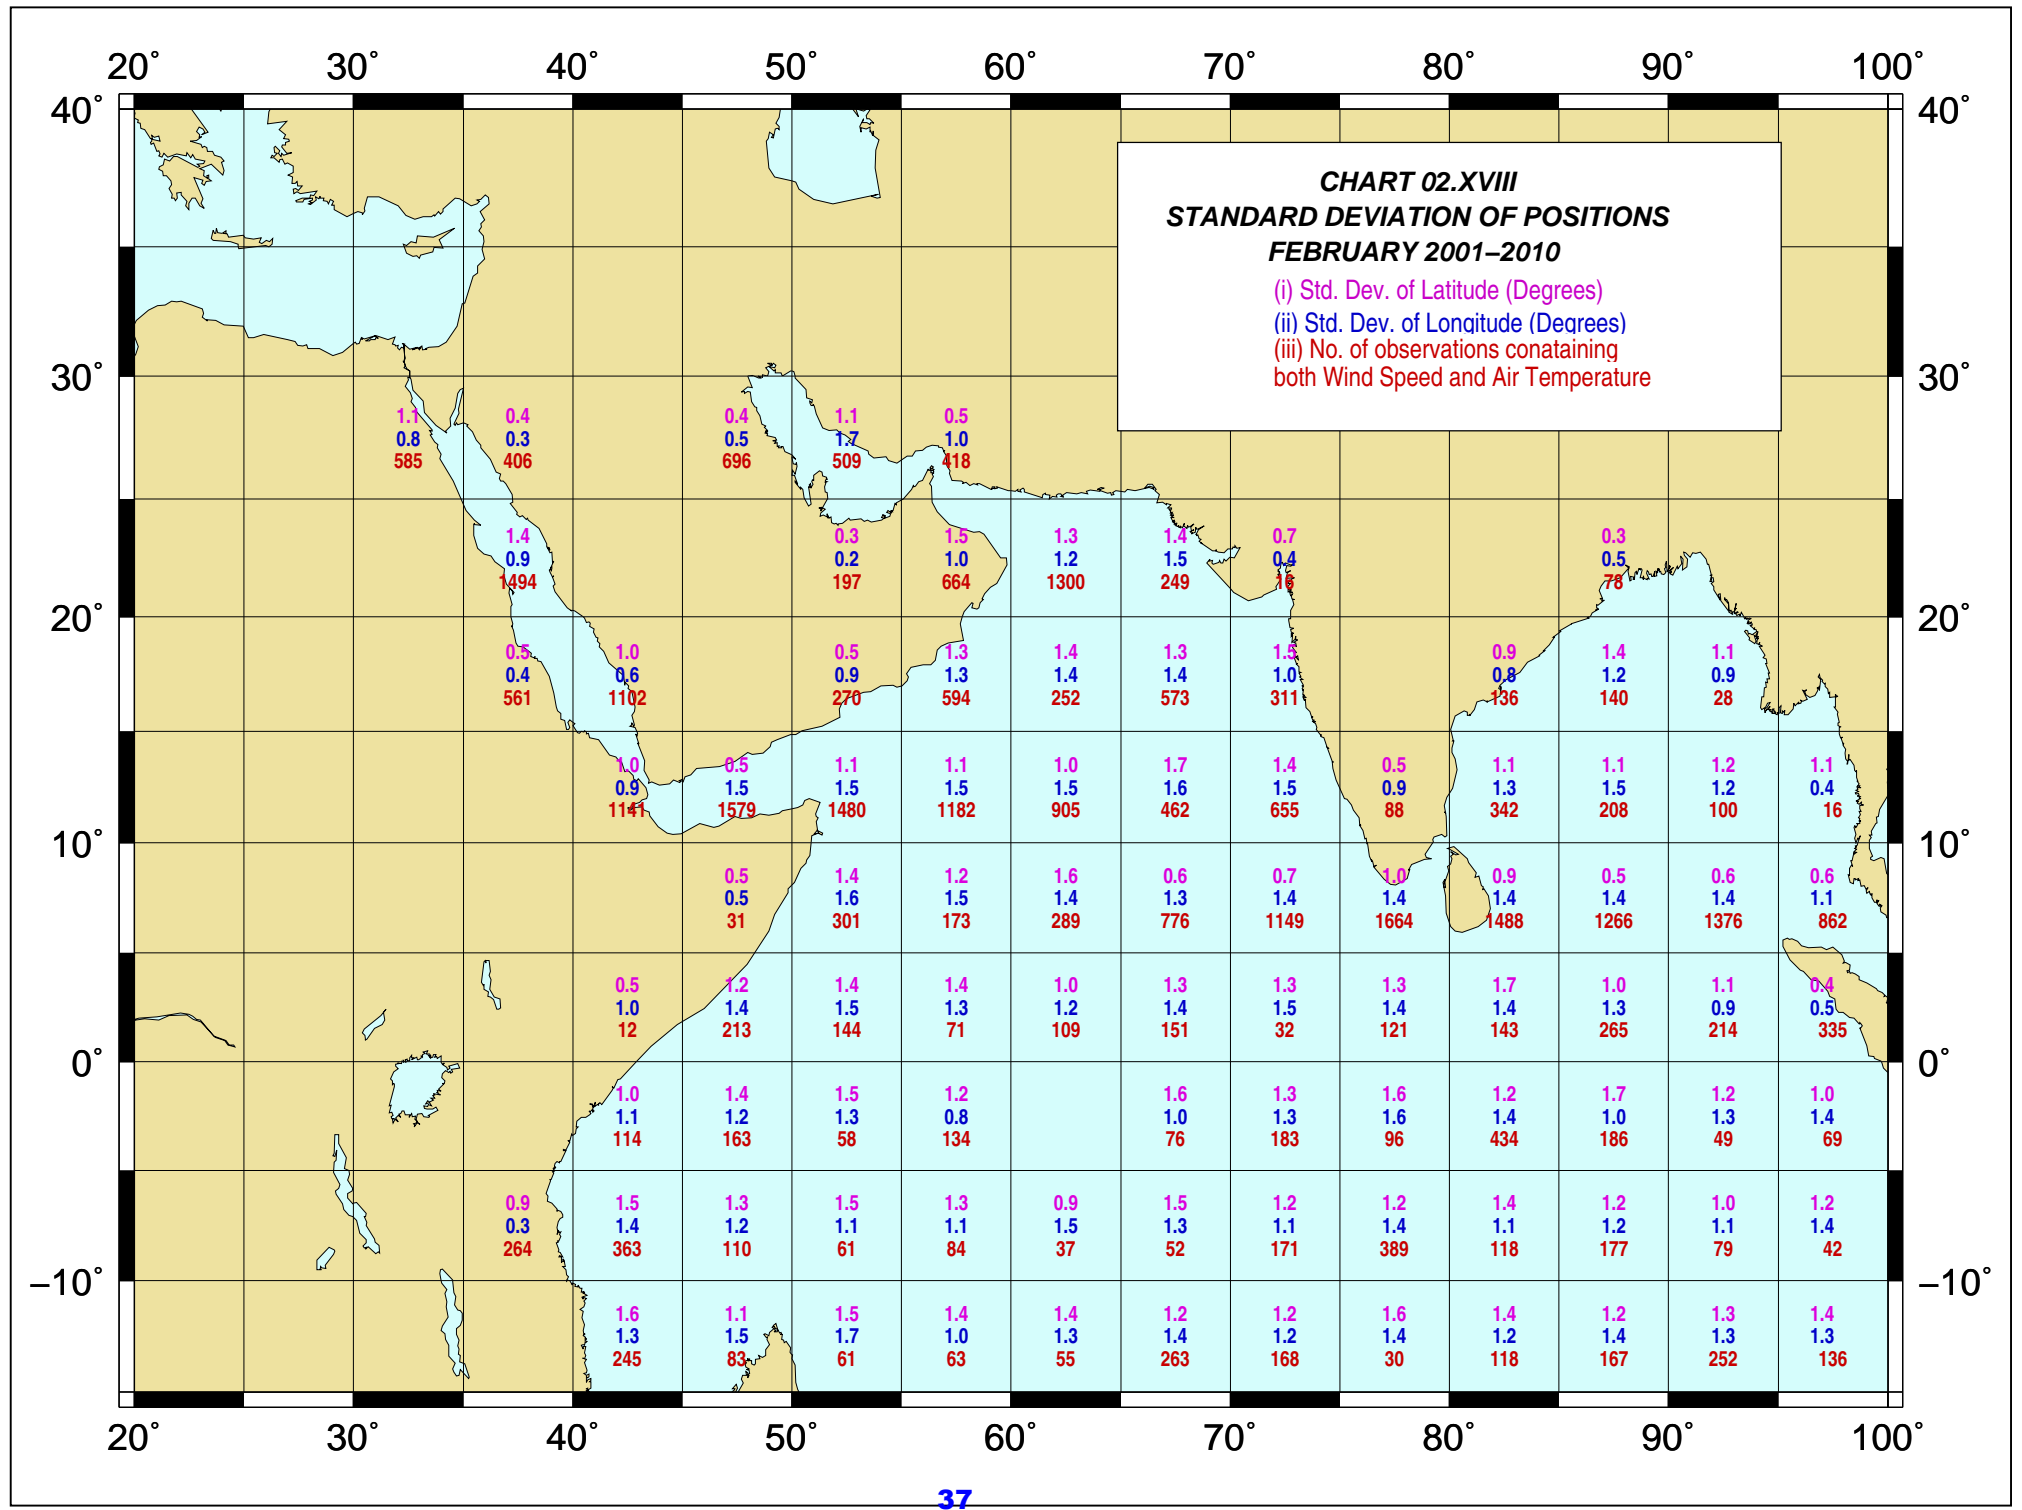 20° 30° 40° 50° 60° 70° 80° 90° 100°
40° 40°
CHART 02.XVIII
STANDARD DEVIATION OF POSITIONS
FEBRUARY 2001–2010
(i) Std. Dev. of Latitude (Degrees)
(ii) Std. Dev. of Longitude (Degrees)
(iii) No. of observations conataining
both Wind Speed and Air Temperature
30° 30°
1.1 0.4 0.4 1.1 0.5
0.8 0.3 0.5 1.7 1.0
585 406 696 509 418
1.4 0.3 1.5 1.3 1.4 0.7 0.3
0.9 0.2 1.0 1.2 1.5 0.4 0.5
1494 197 664 1300 249 16 78
20° 20°
0.5 1.0 0.5 1.3 1.4 1.3 1.5 0.9 1.4 1.1
0.4 0.6 0.9 1.3 1.4 1.4 1.0 0.8 1.2 0.9
561 1102 270 594 252 573 311 136 140 28
1.0 0.5 1.1 1.1 1.0 1.7 1.4 0.5 1.1 1.1 1.2 1.1
0.9 1.5 1.5 1.5 1.5 1.6 1.5 0.9 1.3 1.5 1.2 0.4
1141 1579 1480 1182 905 462 655 88 342 208 100 16
10° 10°
0.5 1.4 1.2 1.6 0.6 0.7 1.0 0.9 0.5 0.6 0.6
0.5 1.6 1.5 1.4 1.3 1.4 1.4 1.4 1.4 1.4 1.1
31 301 173 289 776 1149 1664 1488 1266 1376 862
0.5 1.2 1.4 1.4 1.0 1.3 1.3 1.3 1.7 1.0 1.1 0.4
1.0 1.4 1.5 1.3 1.2 1.4 1.5 1.4 1.4 1.3 0.9 0.5
12 213 144 71 109 151 32 121 143 265 214 335
0° 0°
1.0 1.4 1.5 1.2 1.6 1.3 1.6 1.2 1.7 1.2 1.0
1.1 1.2 1.3 0.8 1.0 1.3 1.6 1.4 1.0 1.3 1.4
114 163 58 134 76 183 96 434 186 49 69
0.9 1.5 1.3 1.5 1.3 0.9 1.5 1.2 1.2 1.4 1.2 1.0 1.2
0.3 1.4 1.2 1.1 1.1 1.5 1.3 1.1 1.4 1.1 1.2 1.1 1.4
264 363 110 61 84 37 52 171 389 118 177 79 42
–10° –10°
1.6 1.1 1.5 1.4 1.4 1.2 1.2 1.6 1.4 1.2 1.3 1.4
1.3 1.5 1.7 1.0 1.3 1.4 1.2 1.4 1.2 1.4 1.3 1.3
245 83 61 63 55 263 168 30 118 167 252 136
20° 30° 40° 50° 60° 70° 80° 90° 100°
37